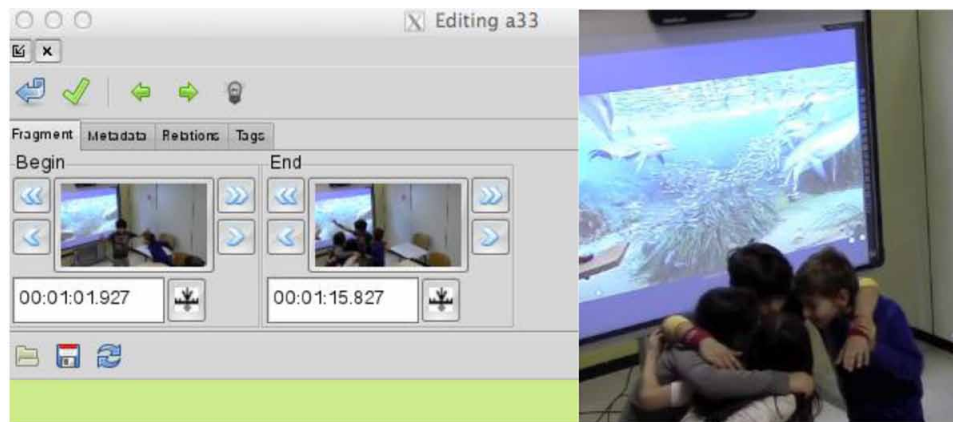 Editing a33
Fragment Metadata Relations Tags
Begin End
00:01:01.927 00:01:15.827